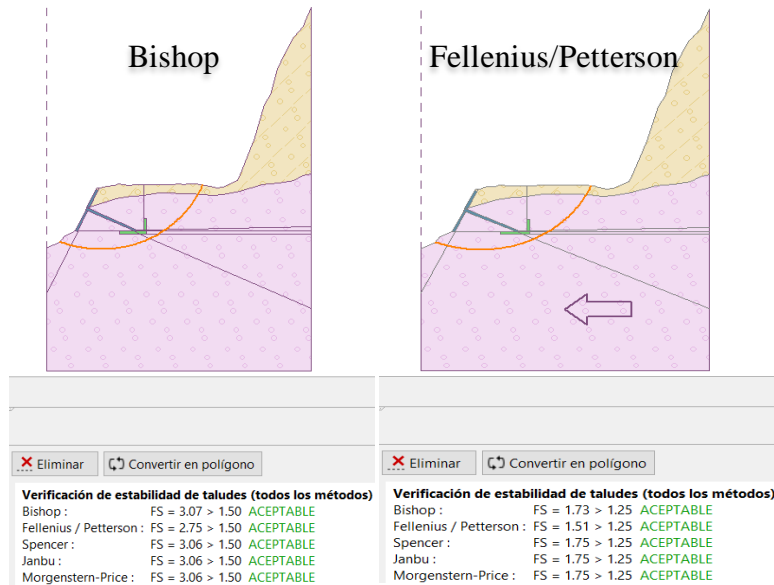 Bishop
Fellenius/Petterson
Eliminar
Convertir en polígono
Verificación de estabilidad de taludes (todos los métodos)
Bishop : FS = 3.07 > 1.50 ACEPTABLE
Fellenius / Petterson : FS = 2.75 > 1.50 ACEPTABLE
Spencer : FS = 3.06 > 1.50 ACEPTABLE
Janbu : FS = 3.06 > 1.50 ACEPTABLE
Morgenstern-Price : FS = 3.06 > 1.50 ACEPTABLE
Eliminar
Convertir en polígono
Verificación de estabilidad de taludes (todos los métodos)
Bishop : FS = 1.73 > 1.25 ACEPTABLE
Fellenius / Petterson : FS = 1.51 > 1.25 ACEPTABLE
Spencer : FS = 1.75 > 1.25 ACEPTABLE
Janbu : FS = 1.75 > 1.25 ACEPTABLE
Morgenstern-Price : FS = 1.75 > 1.25 ACEPTABLE